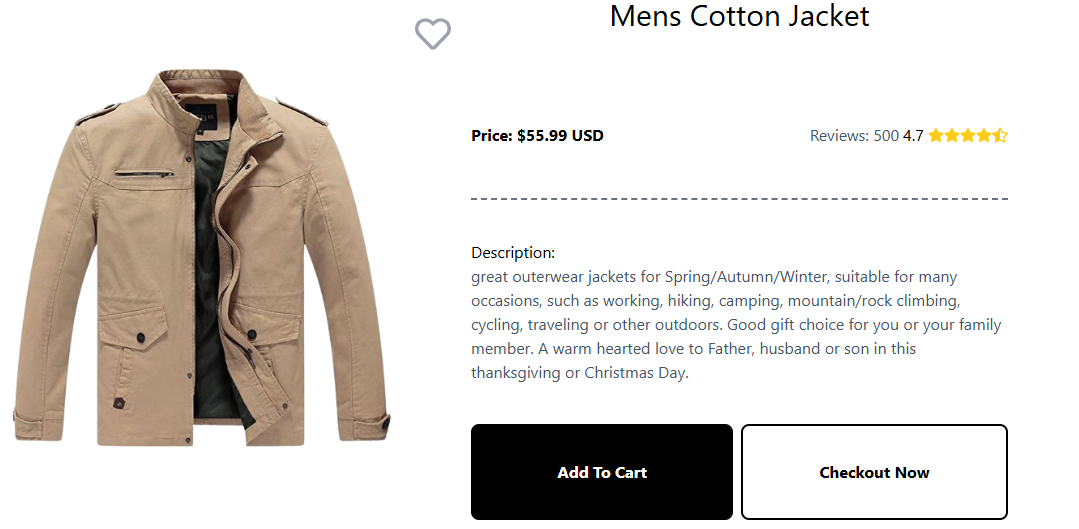 Mens Cotton Jacket
Price: $55.99 USD
Reviews: 500 4.7
Description:
great outerwear jackets for Spring/Autumn/Winter, suitable for many
occasions, such as working, hiking, camping, mountain/rock climbing,
cycling, traveling or other outdoors. Good gift choice for you or your family
member. A warm hearted love to Father, husband or son in this
thanksgiving or Christmas Day.
Add To Cart
Checkout Now